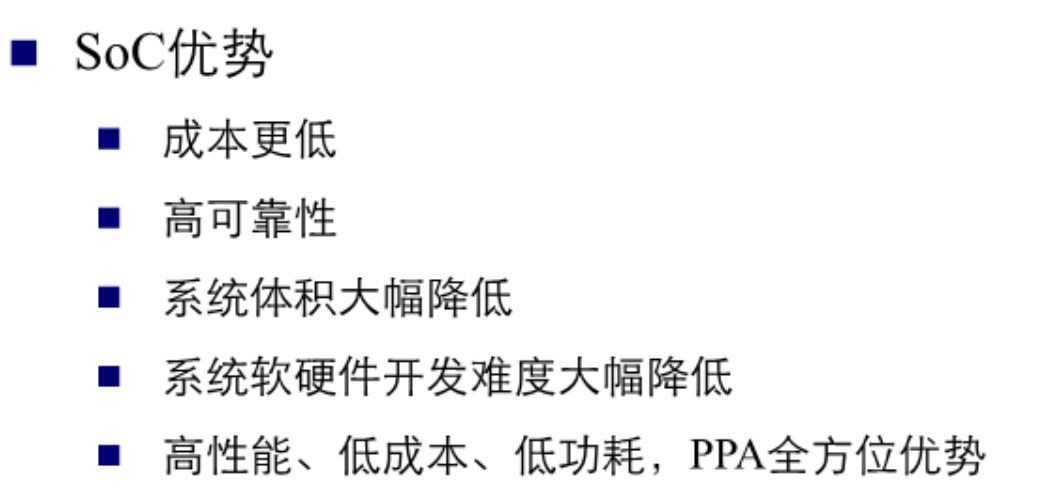 SoC优势
成本更低
高可靠性
系统体积大幅降低
系统软硬件开发难度大幅降低
高性能、低成本、低功耗，PPA全方位优势